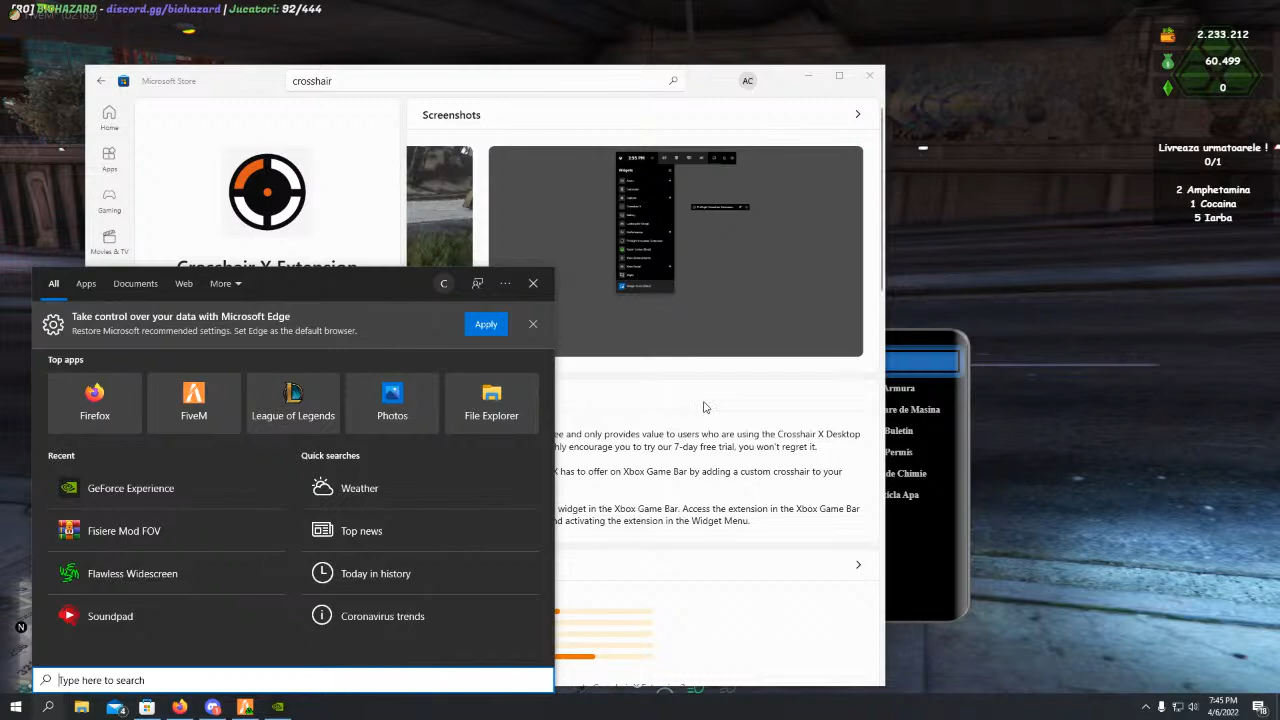 [RO] BIOHAZARD - discord.gg/biohazard | Jucatori: 92/444
2.233.212
60.499
0
Livreaza urmatoarele !
0/1
2 Amphetamina
1 Cocaina
5 Iarba
Microsoft Store
crosshair
AC
Home
Apps
Gaming
Movies & TV
Screenshots
Crosshair X Extension
All
Apps
Documents
Web
More
C
Take control over your data with Microsoft Edge
Restore Microsoft recommended settings. Set Edge as the default browser.
Apply
Top apps
Firefox
FiveM
League of Legends
Photos
File Explorer
Recent
Quick searches
GeForce Experience
Weather
Fisiere Mod FOV
Top news
Flawless Widescreen
Today in history
Soundpad
Coronavirus trends
Type here to search
ee and only provides value to users who are using the Crosshair X Desktop
hly encourage you to try our 7-day free trial, you won't regret it.
X has to offer on Xbox Game Bar by adding a custom crosshair to your
widget in the Xbox Game Bar. Access the extension in the Xbox Game Bar
nd activating the extension in the Widget Menu.
Armura
are de Masina
Buletin
Permis
de Chimie
ticla Apa
N
4
7:45 PM
4/6/2022
8